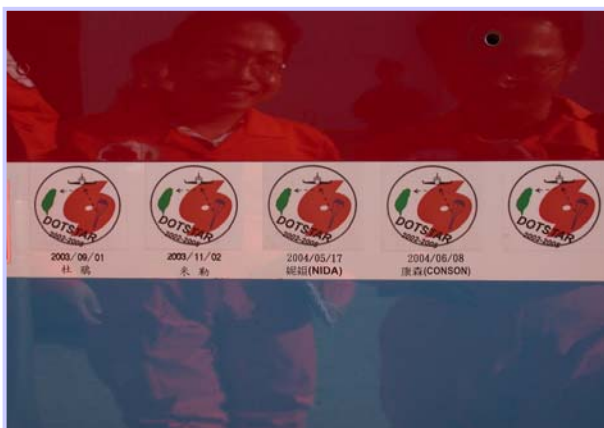 DOTSTAR
2003/09/01
杜 鵑
DOTSTAR
2003/11/02
米 勒
DOTSTAR
2004/05/17
妮妲(NIDA)
DOTSTAR
2004/06/08
康森(CONSON)
DOTSTAR